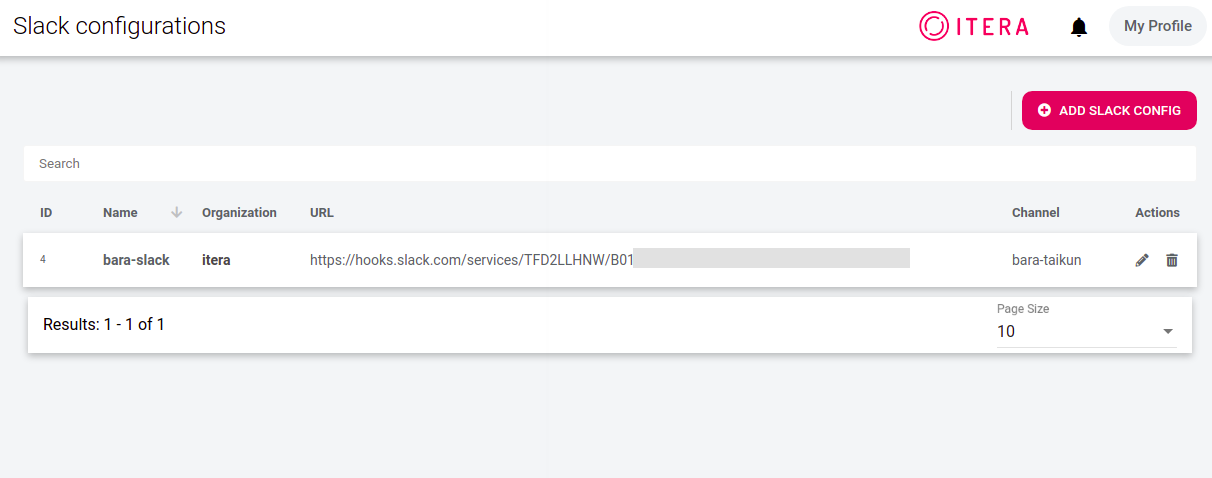 Slack configurations
ITERA
My Profile
ADD SLACK CONFIG
Search
ID Name Organization URL Channel Actions
4 bara-slack itera https://hooks.slack.com/services/TFD2LLHNW/B01 bara-taikun
Page Size
Results: 1 - 1 of 1
10